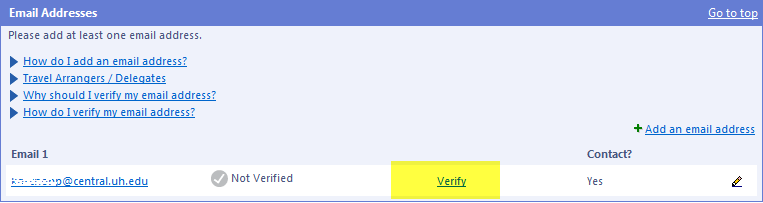 Email Addresses Go to top
Please add at least one email address.
How do I add an email address?
Travel Arrangers / Delegates
Why should I verify my email address?
How do I verify my email address?
+ Add an email address
Email 1 Contact?
@central.uh.edu Not Verified Verify Yes